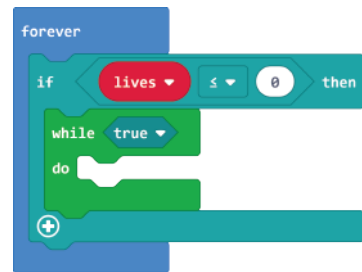 forever
if lives ≤ 0 then
while true
do